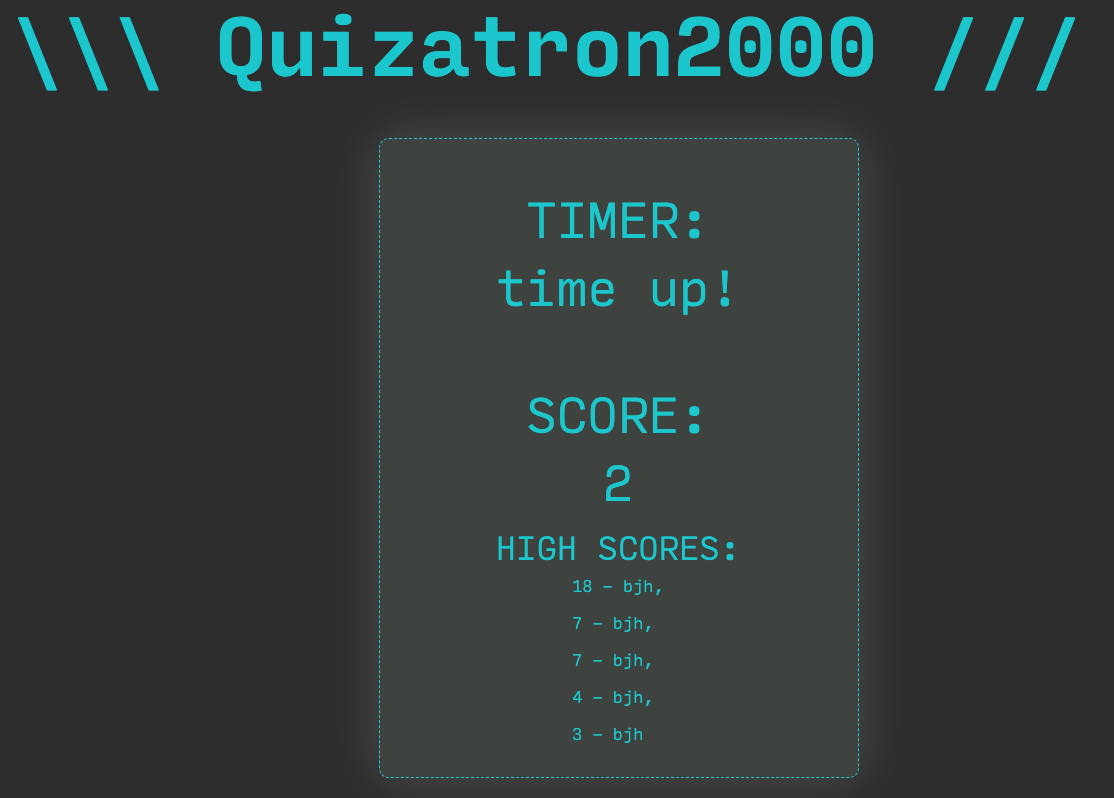 \\\ Quizatron2000 ///
TIMER:
time up!
SCORE:
2
HIGH SCORES:
18 - bjh,
7 - bjh,
7 - bjh,
4 - bjh,
3 - bjh